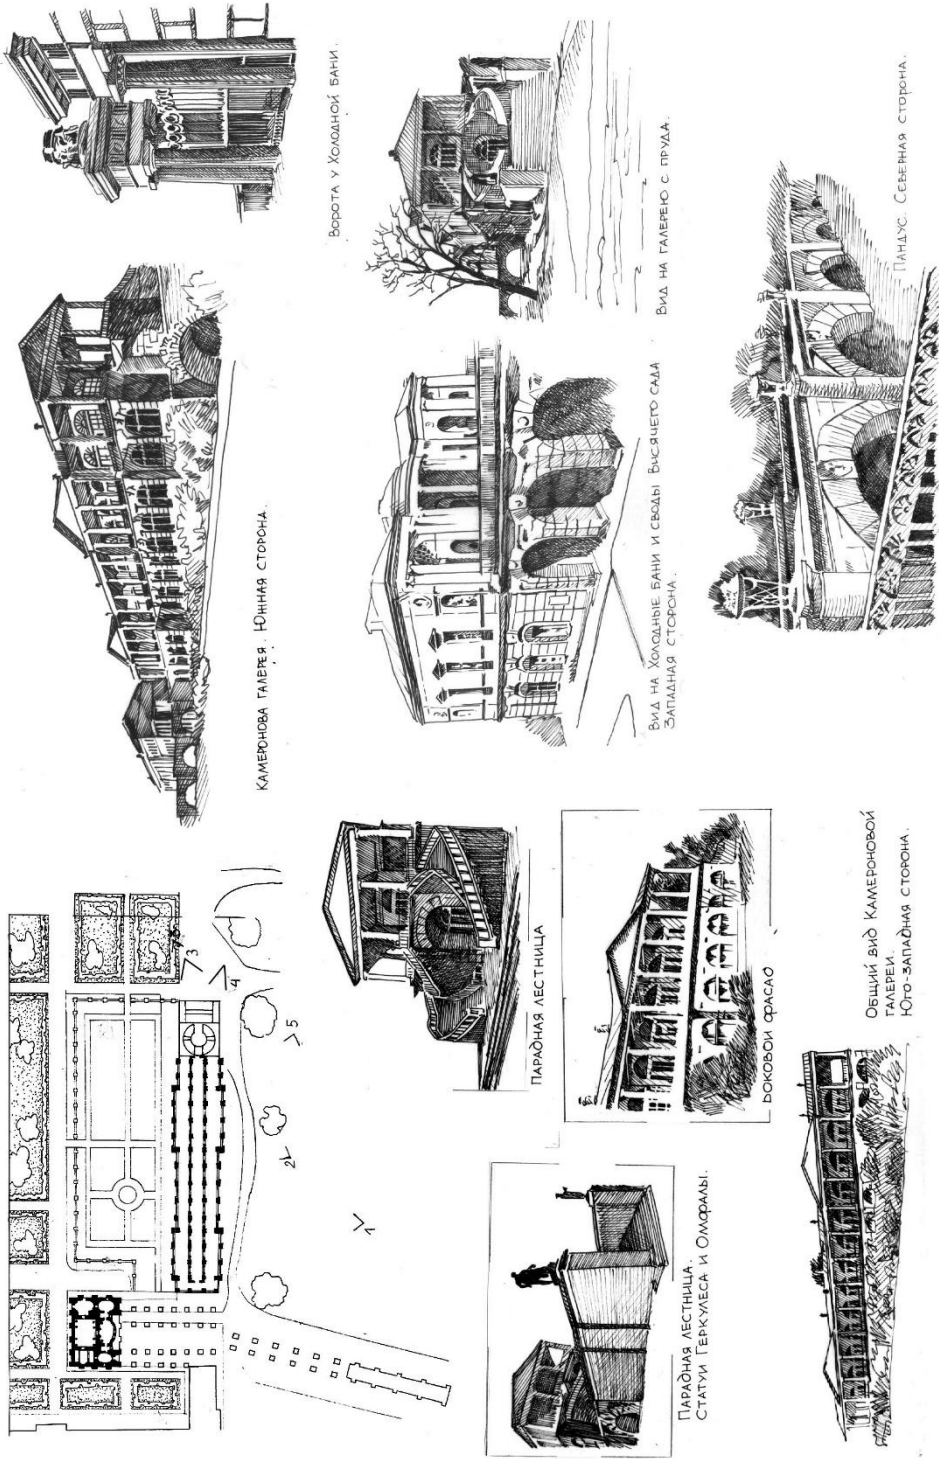 Ворота у Холодной бани.
Камеронова галерея. Южная сторона.
Вид на галерею с пруда.
Вид на Холодные бани и своды Висячего сада
Западная сторона.
Пандус. Северная сторона.
3
4
5
2
1
Парадная лестница
Боковой фасад
Парадная лестница.
Статуи Геркулеса и Омфалы.
Общий вид Камероновой
галереи.
Юго-западная сторона.